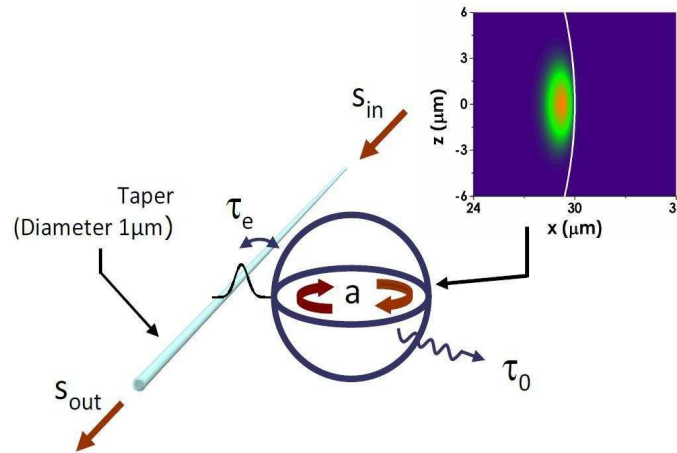 S_in
Taper
(Diameter 1μm)
τ_e
a
τ_0
S_out
6
3
0
-3
-6
z (μm)
24
30
3
x (μm)